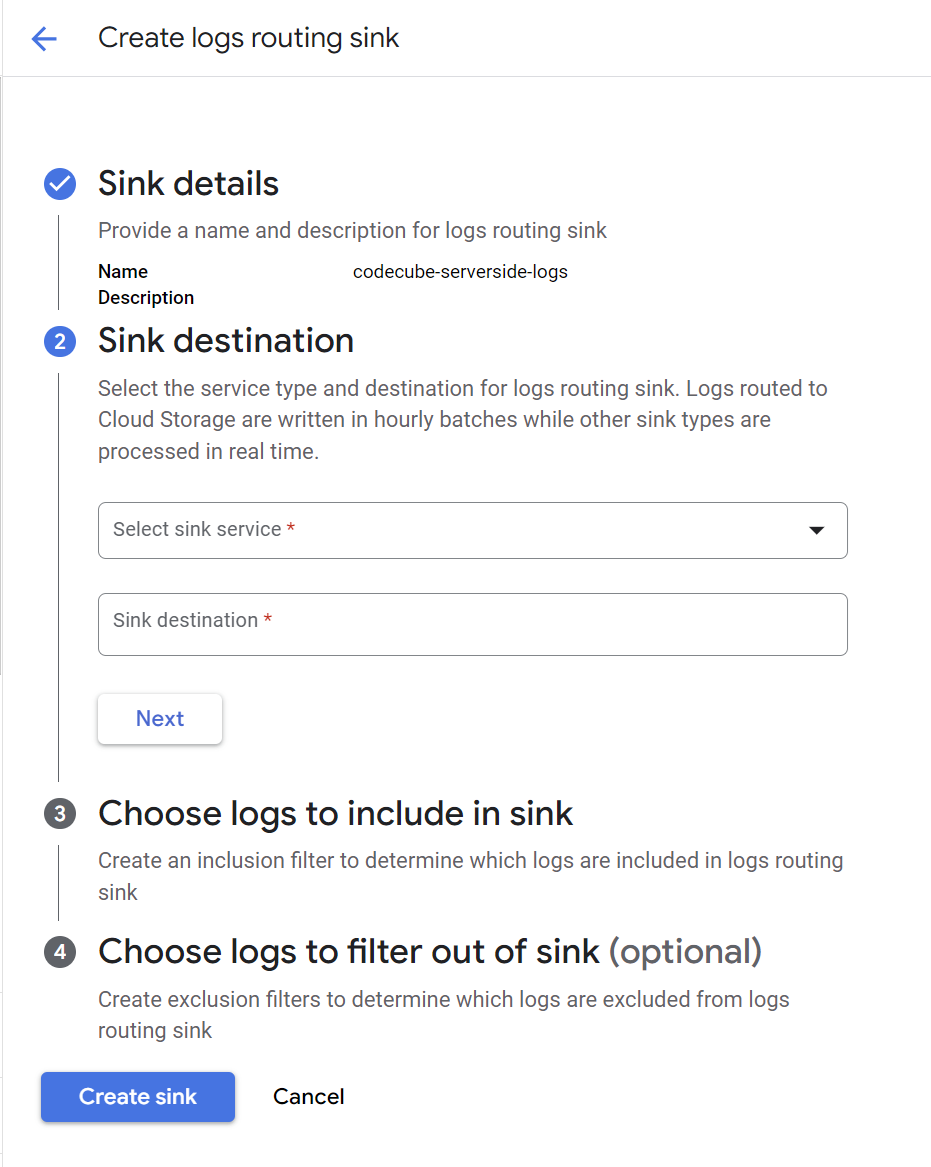 Create logs routing sink
Sink details
Provide a name and description for logs routing sink
Name codecube-serverside-logs
Description
2 Sink destination
Select the service type and destination for logs routing sink. Logs routed to
Cloud Storage are written in hourly batches while other sink types are
processed in real time.
Select sink service *
Sink destination *
Next
3 Choose logs to include in sink
Create an inclusion filter to determine which logs are included in logs routing
sink
4 Choose logs to filter out of sink (optional)
Create exclusion filters to determine which logs are excluded from logs
routing sink
Create sink Cancel